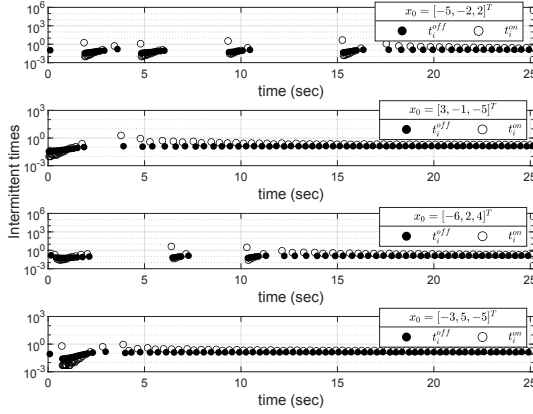 x_0 = [-5, -2, 2]^T
t_i^{off} t_i^{on}
10^6
10^3
10^0
10^{-3}
0 5 10 15 20 25
time (sec)
x_0 = [3, -1, -5]^T
t_i^{off} t_i^{on}
10^3
10^0
10^{-3}
0 5 10 15 20 25
time (sec)
Intermittent times
x_0 = [-6, 2, 4]^T
t_i^{off} t_i^{on}
10^6
10^3
10^0
10^{-3}
0 5 10 15 20 25
time (sec)
x_0 = [-3, 5, -5]^T
t_i^{off} t_i^{on}
10^3
10^0
10^{-3}
0 5 10 15 20 25
time (sec)